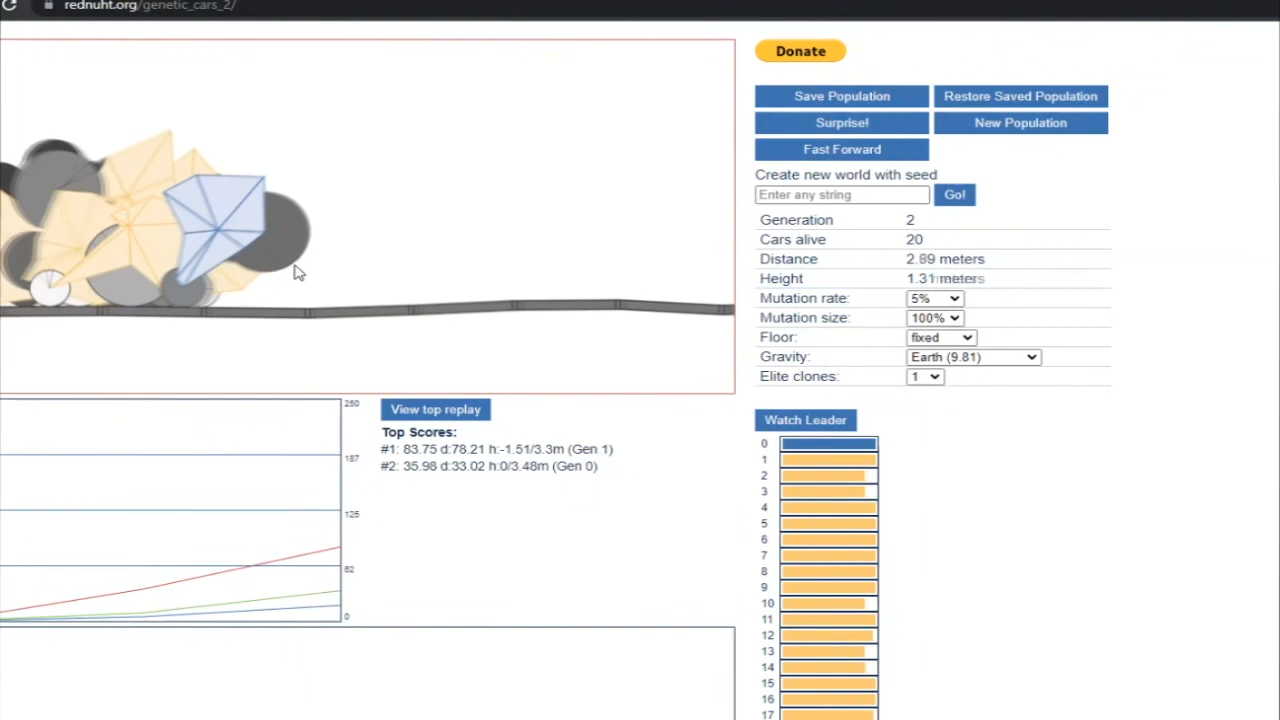 rednuht.org/genetic_cars_2/
Donate
Save Population
Restore Saved Population
Surprise!
New Population
Fast Forward
Create new world with seed
Enter any string
Go!
Generation 2
Cars alive 20
Distance 2.89 meters
Height 1.31 meters
Mutation rate: 5%
Mutation size: 100%
Floor: fixed
Gravity: Earth (9.81)
Elite clones: 1
250
187
125
62
0
View top replay
Top Scores:
#1: 83.75 d:78.21 h:-1.51/3.3m (Gen 1)
#2: 35.98 d:33.02 h:0/3.48m (Gen 0)
Watch Leader
0
1
2
3
4
5
6
7
8
9
10
11
12
13
14
15
16
17